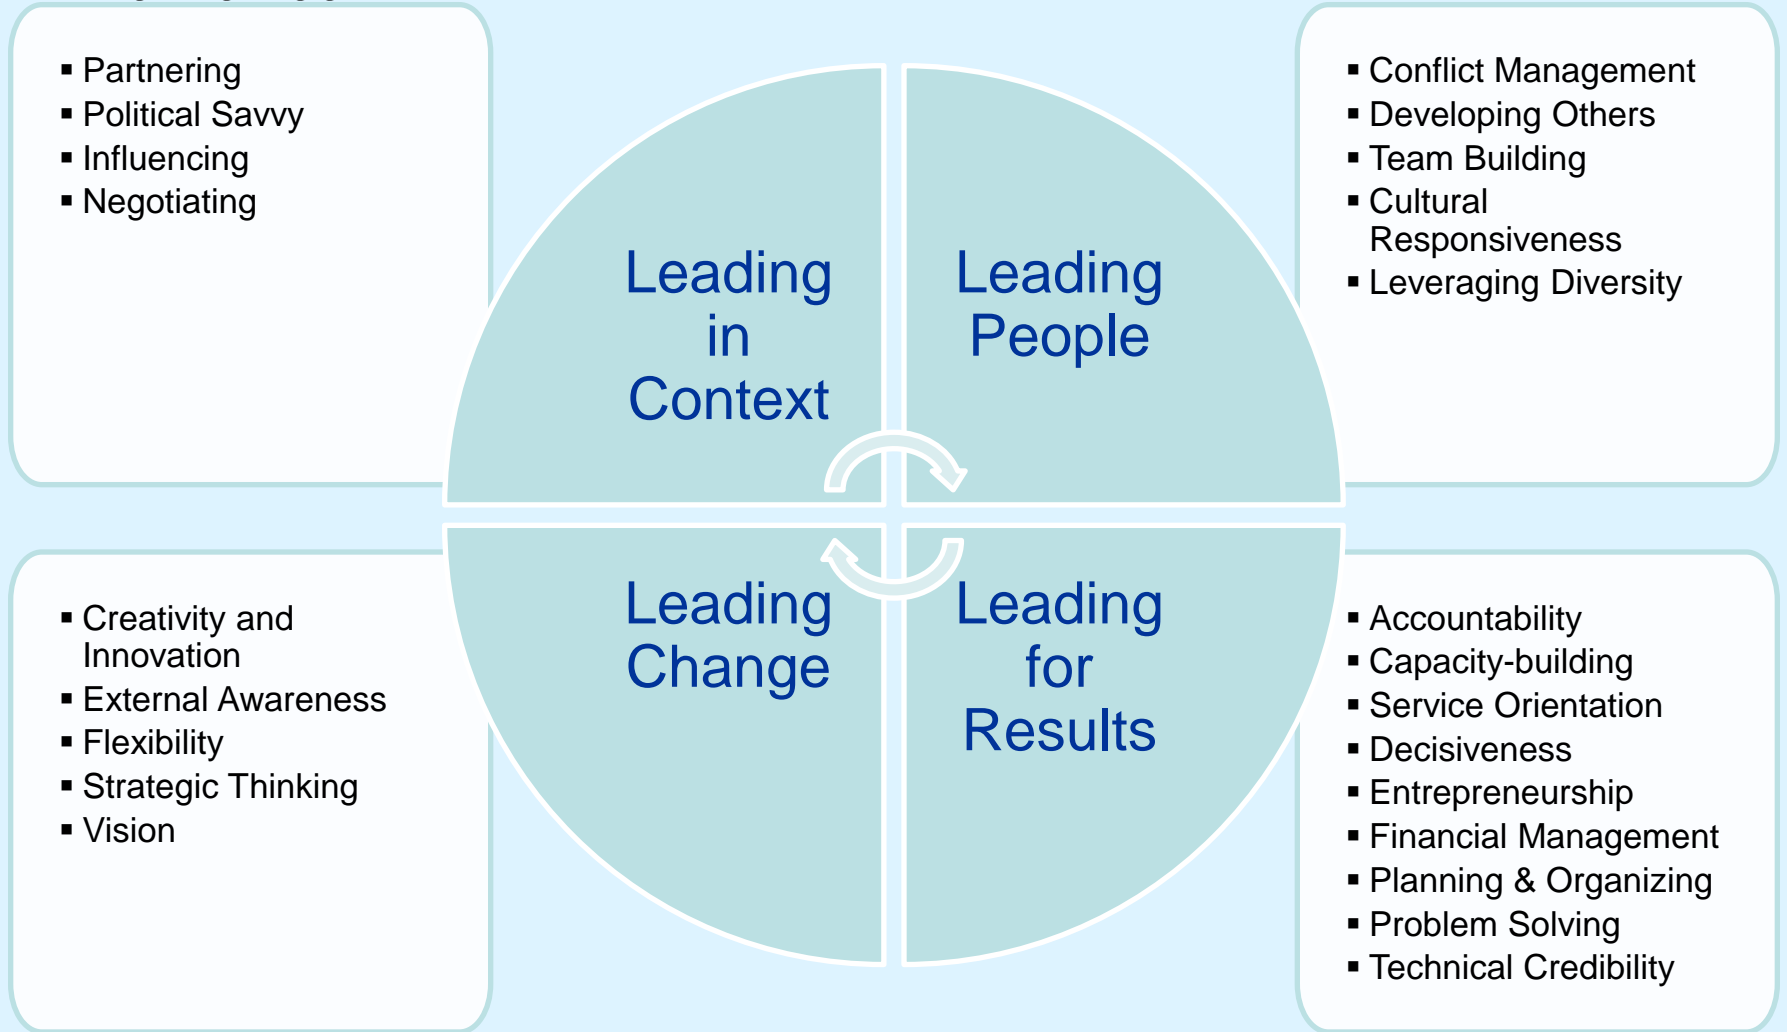 ▪ Partnering
▪ Political Savvy
▪ Influencing
▪ Negotiating
Leading
in
Context
Leading
People
▪ Conflict Management
▪ Developing Others
▪ Team Building
▪ Cultural
Responsiveness
▪ Leveraging Diversity
▪ Creativity and
Innovation
▪ External Awareness
▪ Flexibility
▪ Strategic Thinking
▪ Vision
Leading
Change
Leading
for
Results
▪ Accountability
▪ Capacity-building
▪ Service Orientation
▪ Decisiveness
▪ Entrepreneurship
▪ Financial Management
▪ Planning & Organizing
▪ Problem Solving
▪ Technical Credibility